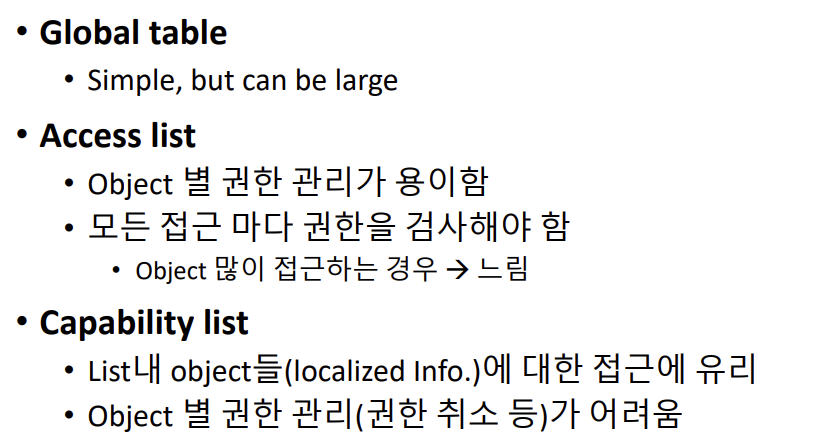 • Global table
• Simple, but can be large
• Access list
• Object 별 권한 관리가 용이함
• 모든 접근 마다 권한을 검사해야 함
• Object 많이 접근하는 경우 → 느림
• Capability list
• List내 object들(localized Info.)에 대한 접근에 유리
• Object 별 권한 관리(권한 취소 등)가 어려움